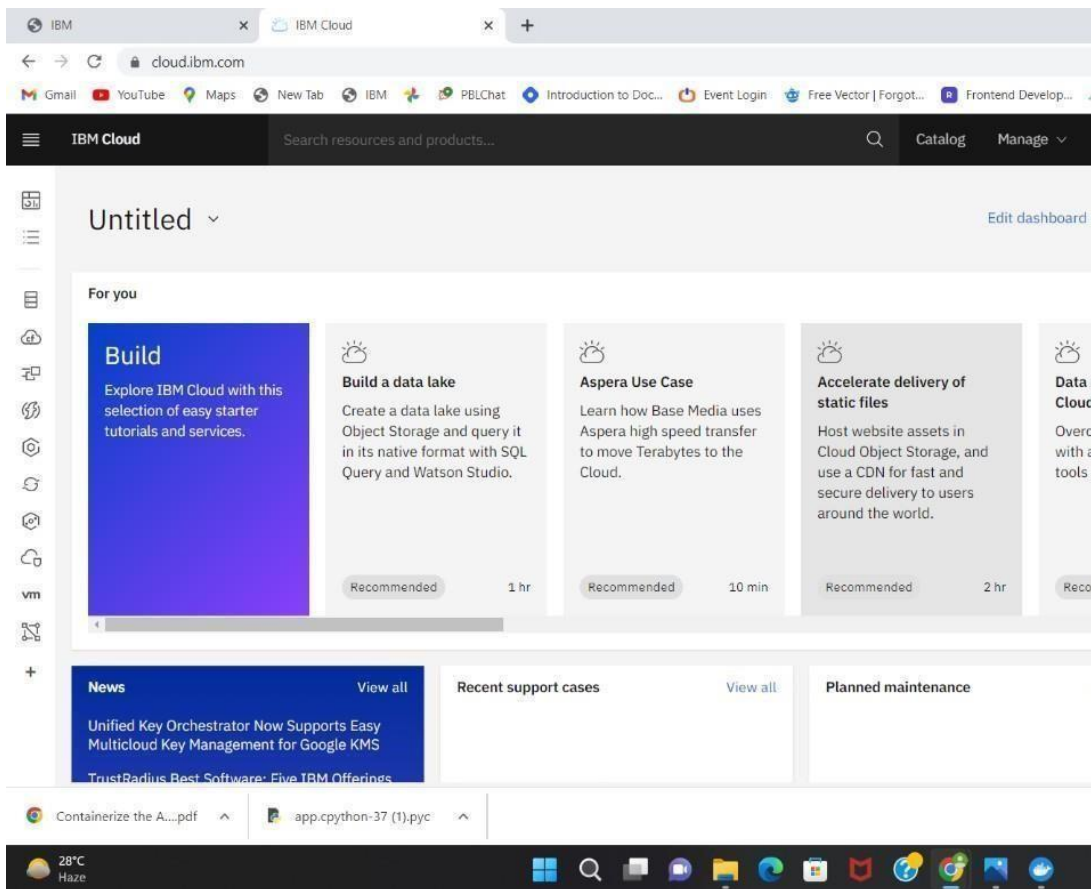 IBM
IBM Cloud
cloud.ibm.com
Gmail
YouTube
Maps
New Tab
IBM
PBLChat
Introduction to Doc...
Event Login
Free Vector | Forgot...
Frontend Develop...
IBM Cloud
Search resources and products...
Catalog
Manage
Untitled
Edit dashboard
For you
Build
Explore IBM Cloud with this
selection of easy starter
tutorials and services.
Build a data lake
Create a data lake using
Object Storage and query it
in its native format with SQL
Query and Watson Studio.
Recommended
1 hr
Aspera Use Case
Learn how Base Media uses
Aspera high speed transfer
to move Terabytes to the
Cloud.
Recommended
10 min
Accelerate delivery of
static files
Host website assets in
Cloud Object Storage, and
use a CDN for fast and
secure delivery to users
around the world.
Recommended
2 hr
Data
Cloud
with
tools
vm
News
View all
Unified Key Orchestrator Now Supports Easy
Multicloud Key Management for Google KMS
TrustRadius Best Software: Five IBM Offerings
Recent support cases
View all
Planned maintenance
Containerize the A....pdf
app.cpython-37 (1).pyc
28°C
Haze